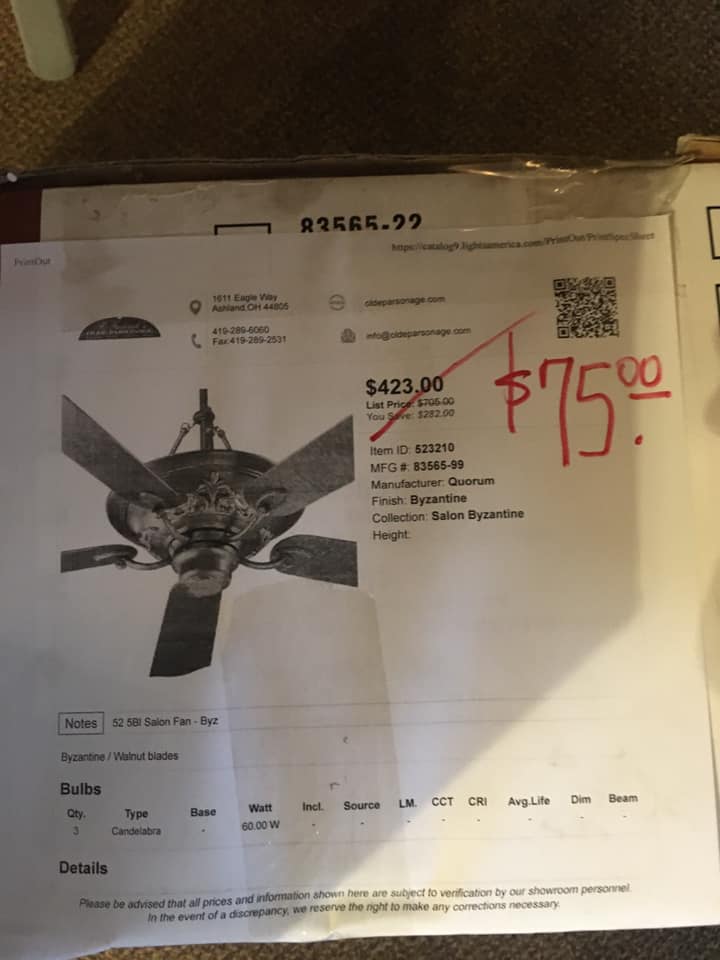 83565-22
PrintOut
https://catalog9.lightsamerica.com/PrintOut/PrintSpecSheet
1611 Eagle Way
Ashland,OH 44805
419-289-6060
Fax:419-289-2531
oldeparsonage.com
info@oldeparsonage.com
$423.00
List Price: $705.00
You Save: $282.00
$75.00
Item ID: 523210
MFG #: 83565-99
Manufacturer: Quorum
Finish: Byzantine
Collection: Salon Byzantine
Height:
Notes 52 5Bl Salon Fan - Byz
Byzantine / Walnut blades
Bulbs
Qty. Type Base Watt Incl. Source LM. CCT CRI Avg.Life Dim Beam
3 Candelabra - 60.00 W - - - - - - - -
Details
Please be advised that all prices and information shown here are subject to verification by our showroom personnel.
In the event of a discrepancy, we reserve the right to make any corrections necessary.